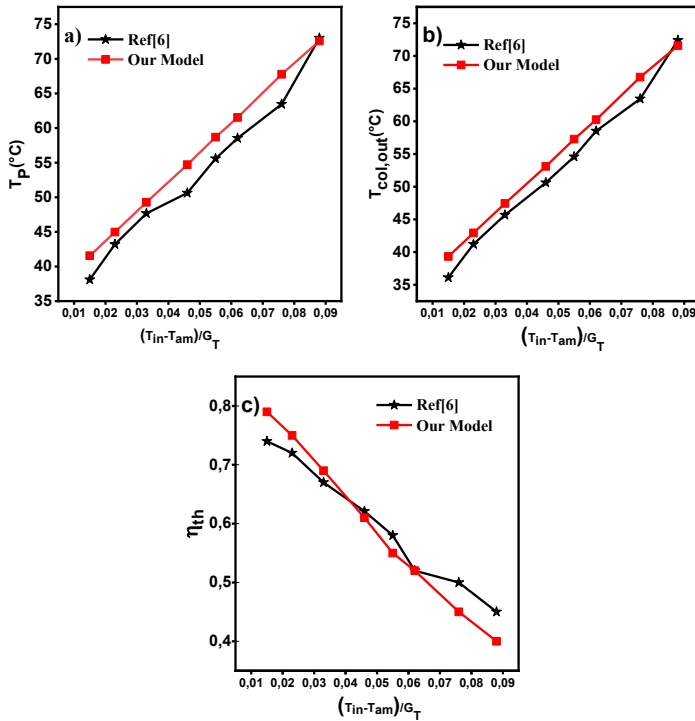 a)
Ref[6]
Our Model
75
70
65
60
55
50
45
40
35
T_P(°C)
0,01 0,02 0,03 0,04 0,05 0,06 0,07 0,08 0,09
(T_in-T_am)/G_T
b)
Ref[6]
Our Model
75
70
65
60
55
50
45
40
35
T_col,out(°C)
0,01 0,02 0,03 0,04 0,05 0,06 0,07 0,08 0,09
(T_in-T_am)/G_T
c)
Ref[6]
Our Model
0,8
0,7
0,6
0,5
0,4
η_th
0,01 0,02 0,03 0,04 0,05 0,06 0,07 0,08 0,09
(T_in-T_am)/G_T